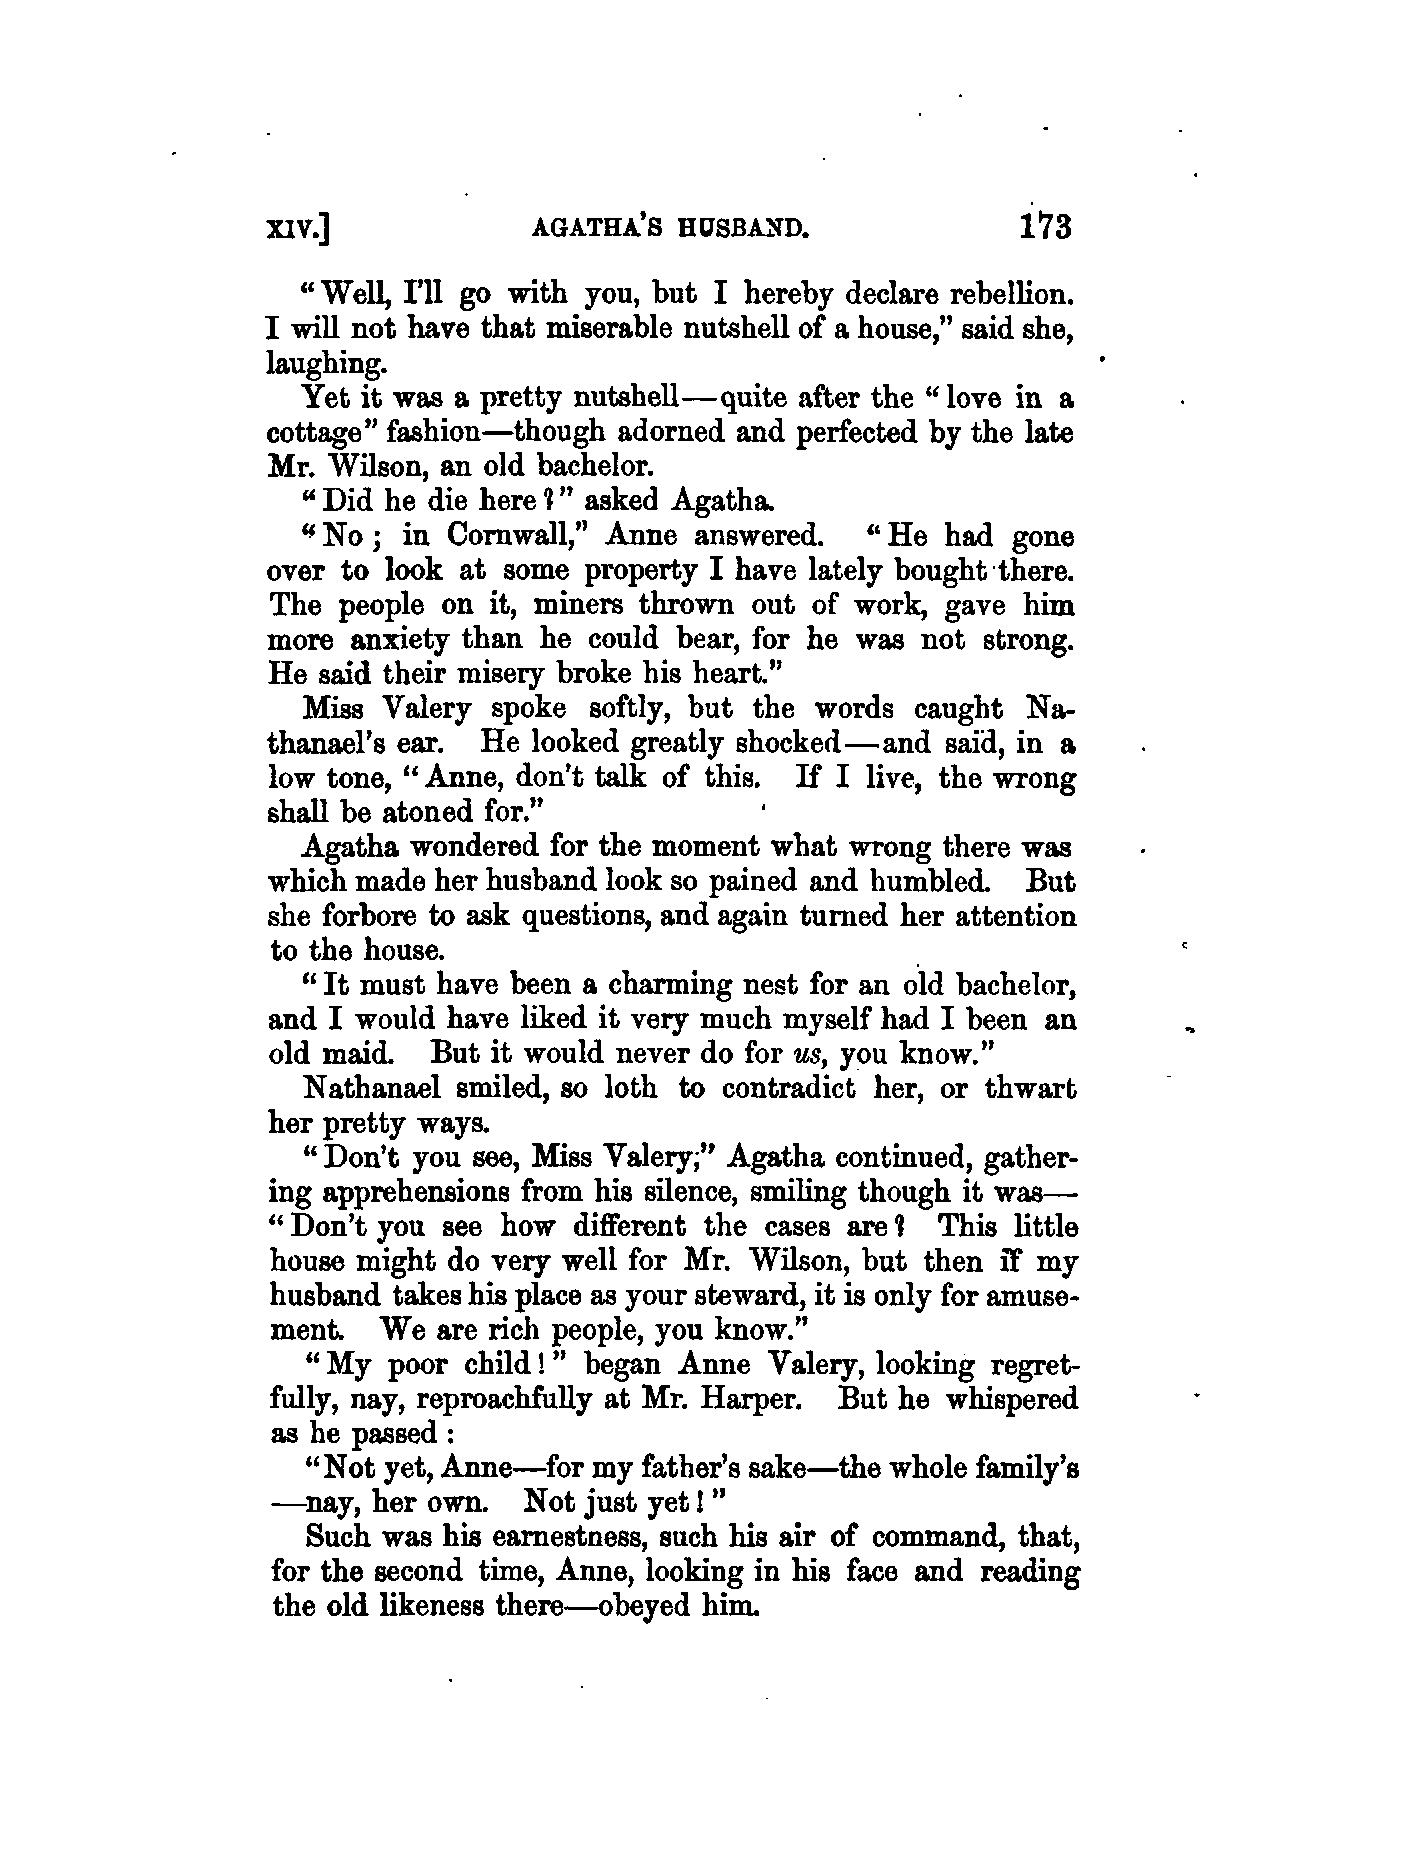 XIV.] AGATHA'S HUSBAND. 173
"Well, I'll go with you, but I hereby declare rebellion.
I will not have that miserable nutshell of a house," said she,
laughing.
Yet it was a pretty nutshell—quite after the "love in a
cottage" fashion—though adorned and perfected by the late
Mr. Wilson, an old bachelor.
"Did he die here?" asked Agatha.
"No; in Cornwall," Anne answered. "He had gone
over to look at some property I have lately bought there.
The people on it, miners thrown out of work, gave him
more anxiety than he could bear, for he was not strong.
He said their misery broke his heart."
Miss Valery spoke softly, but the words caught Na-
thanael's ear. He looked greatly shocked—and said, in a
low tone, "Anne, don't talk of this. If I live, the wrong
shall be atoned for."
Agatha wondered for the moment what wrong there was
which made her husband look so pained and humbled. But
she forbore to ask questions, and again turned her attention
to the house.
"It must have been a charming nest for an old bachelor,
and I would have liked it very much myself had I been an
old maid. But it would never do for us, you know."
Nathanael smiled, so loth to contradict her, or thwart
her pretty ways.
"Don't you see, Miss Valery;" Agatha continued, gather-
ing apprehensions from his silence, smiling though it was—
"Don't you see how different the cases are? This little
house might do very well for Mr. Wilson, but then if my
husband takes his place as your steward, it is only for amuse-
ment. We are rich people, you know."
"My poor child!" began Anne Valery, looking regret-
fully, nay, reproachfully at Mr. Harper. But he whispered
as he passed:
"Not yet, Anne—for my father's sake—the whole family's
—nay, her own. Not just yet!"
Such was his earnestness, such his air of command, that,
for the second time, Anne, looking in his face and reading
the old likeness there—obeyed him.